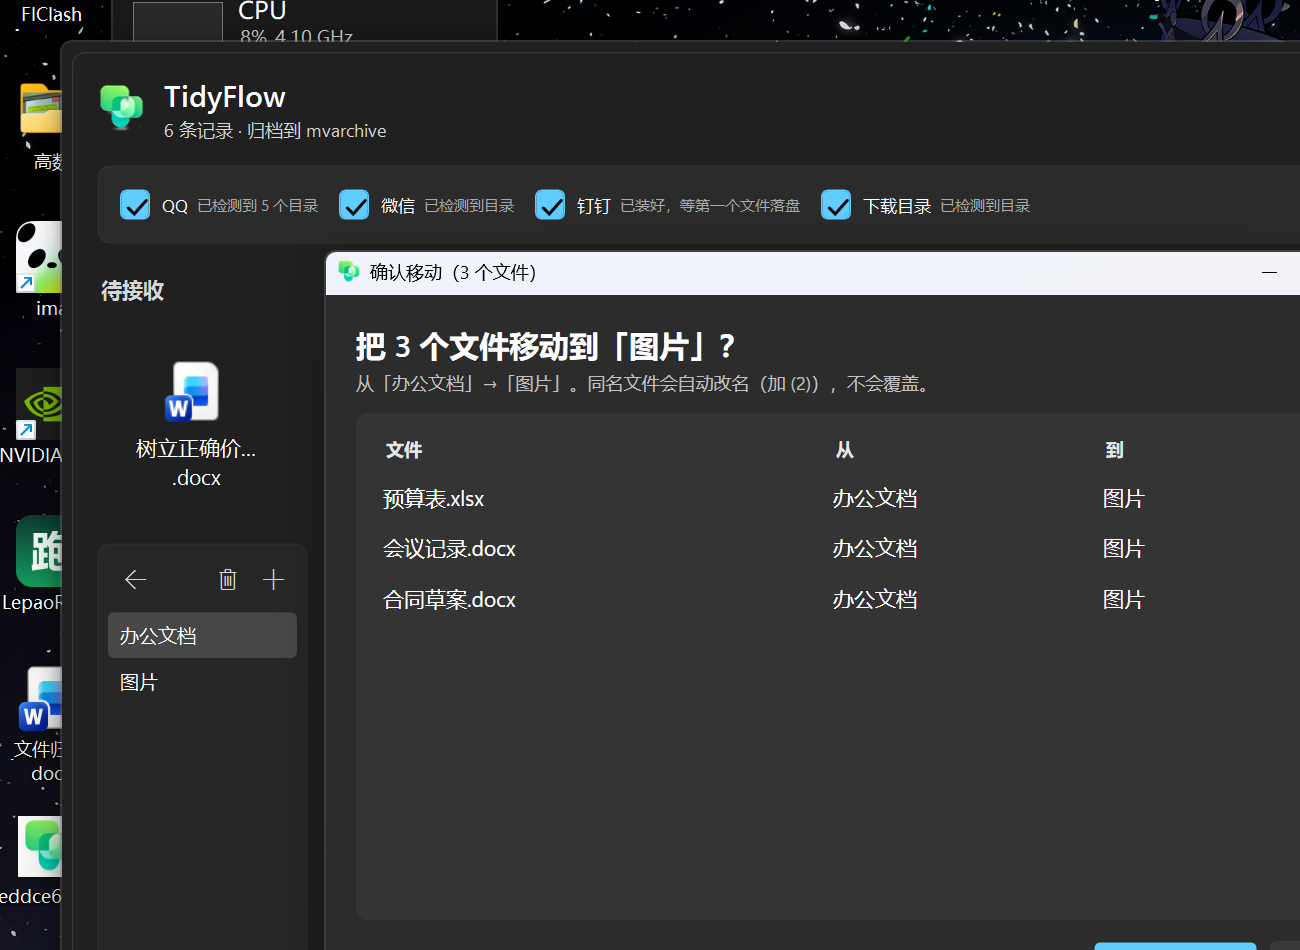 FlClash
CPU
8% 4.10 GHz
TidyFlow
6 条记录 · 归档到 mvarchive
高数
QQ 已检测到 5 个目录 微信 已检测到目录 钉钉 已装好，等第一个文件落盘 下载目录 已检测到目录
ima
待接收
确认移动（3 个文件）
把 3 个文件移动到「图片」？
从「办公文档」→「图片」。同名文件会自动改名（加 (2)），不会覆盖。
文件 从 到
树立正确价...
.docx
NVIDIA
预算表.xlsx 办公文档 图片
会议记录.docx 办公文档 图片
合同草案.docx 办公文档 图片
跑
LepaoR
办公文档
图片
W
W
文件归
doc
eddce6